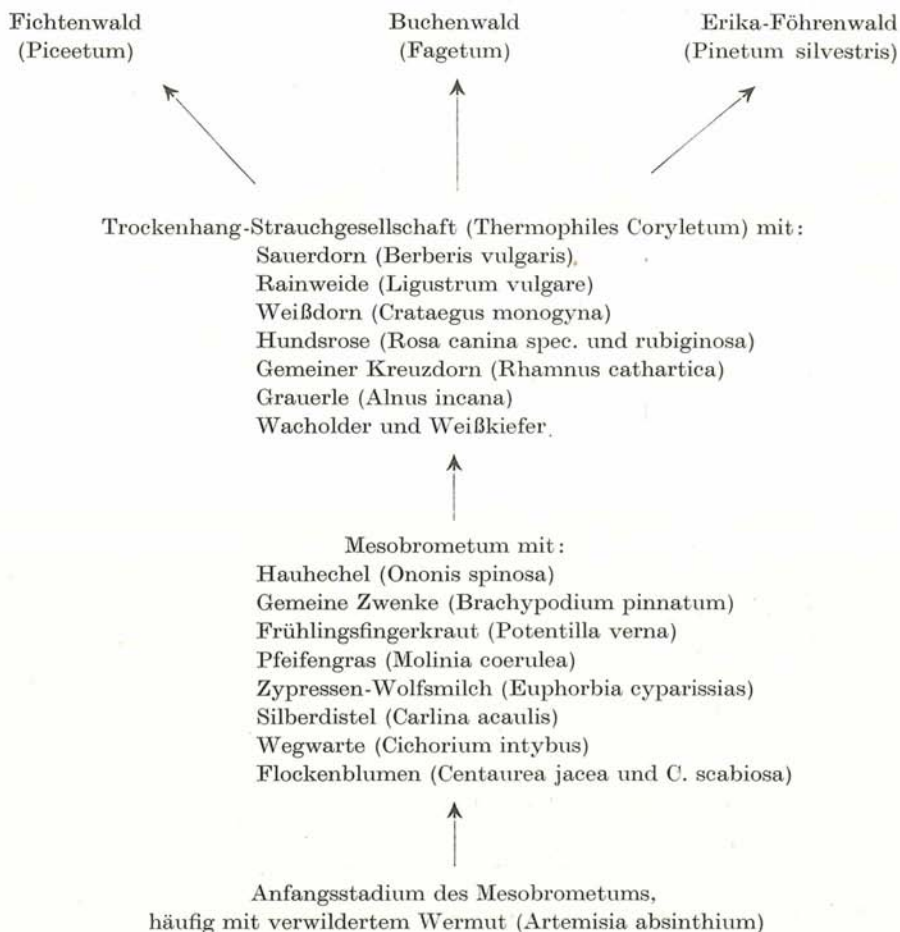 Fichtenwald
(Piceetum)
Buchenwald
(Fagetum)
Erika-Föhrenwald
(Pinetum silvestris)
Trockenhang-Strauchgesellschaft (Thermophiles Coryletum) mit:
Sauerdorn (Berberis vulgaris)
Rainweide (Ligustrum vulgare)
Weißdorn (Crataegus monogyna)
Hundsrose (Rosa canina spec. und rubiginosa)
Gemeiner Kreuzdorn (Rhamnus cathartica)
Grauerle (Alnus incana)
Wacholder und Weißkiefer
Mesobrometum mit:
Hauhechel (Ononis spinosa)
Gemeine Zwenke (Brachypodium pinnatum)
Frühlingsfingerkraut (Potentilla verna)
Pfeifengras (Molinia coerulea)
Zypressen-Wolfsmilch (Euphorbia cyparissias)
Silberdistel (Carlina acaulis)
Wegwarte (Cichorium intybus)
Flockenblumen (Centaurea jacea und C. scabiosa)
Anfangsstadium des Mesobrometums,
häufig mit verwildertem Wermut (Artemisia absinthium)